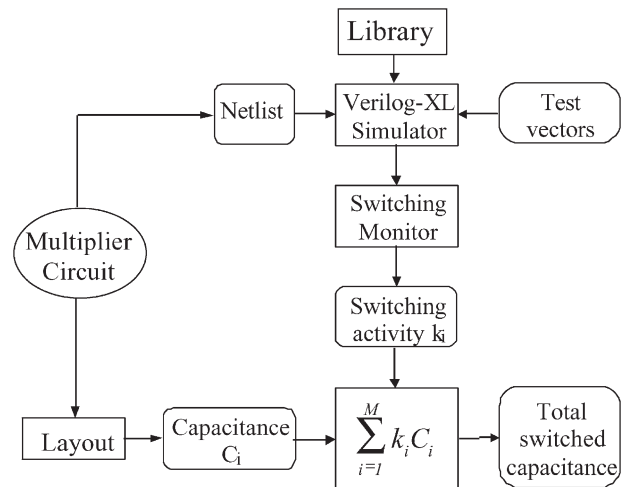 Library
Netlist
Verilog-XL
Simulator
Test
vectors
Switching
Monitor
Multiplier
Circuit
Switching
activity ki
Layout
Capacitance
Ci
M
∑ kiCi
i=1
Total
switched
capacitance